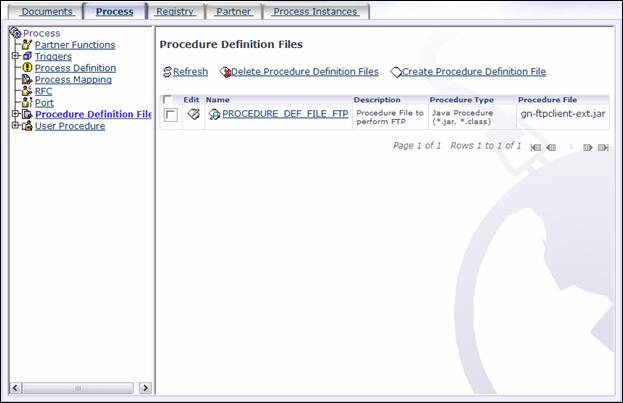 Documents Process Registry Partner Process Instances
Process
Partner Functions
Triggers
Process Definition
Process Mapping
RFC
Port
Procedure Definition File
User Procedure
Procedure Definition Files
Refresh Delete Procedure Definition Files Create Procedure Definition File
Edit Name Description Procedure Type Procedure File
PROCEDURE_DEF_FILE_FTP Procedure File to Java Procedure gn-ftpclient-ext.jar
perform FTP (*.jar, *.class)
Page 1 of 1 Rows 1 to 1 of 1 1